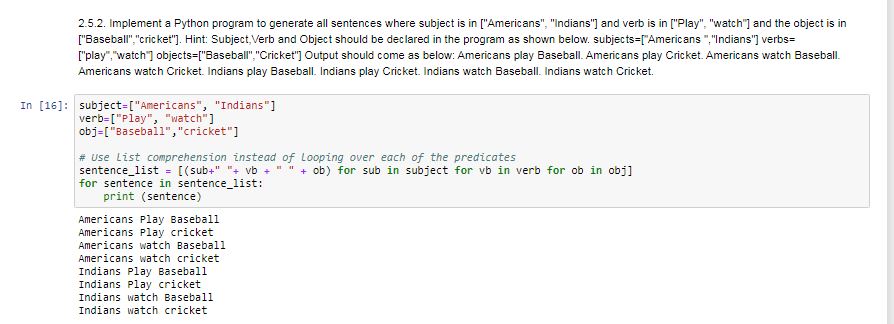 2.5.2. Implement a Python program to generate all sentences where subject is in ["Americans", "Indians"] and verb is in ["Play", "watch"] and the object is in
["Baseball","cricket"]. Hint: Subject,Verb and Object should be declared in the program as shown below. subjects=["Americans ","Indians"] verbs=
["play","watch"] objects=["Baseball","Cricket"] Output should come as below: Americans play Baseball. Americans play Cricket. Americans watch Baseball.
Americans watch Cricket. Indians play Baseball. Indians play Cricket. Indians watch Baseball. Indians watch Cricket.
In [16]: subject=["Americans", "Indians"]
verb=["Play", "watch"]
obj=["Baseball","cricket"]
# Use list comprehension instead of looping over each of the predicates
sentence_list = [(sub+" "+ vb + " " + ob) for sub in subject for vb in verb for ob in obj]
for sentence in sentence_list:
print (sentence)
Americans Play Baseball
Americans Play cricket
Americans watch Baseball
Americans watch cricket
Indians Play Baseball
Indians Play cricket
Indians watch Baseball
Indians watch cricket